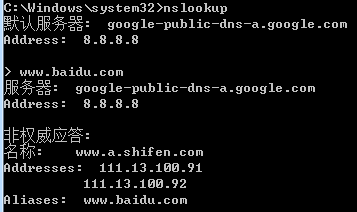 C:\Windows\system32>nslookup
默认服务器:  google-public-dns-a.google.com
Address:  8.8.8.8
> www.baidu.com
服务器:  google-public-dns-a.google.com
Address:  8.8.8.8
非权威应答:
名称:    www.a.shifen.com
Addresses:  111.13.100.91
          111.13.100.92
Aliases:  www.baidu.com